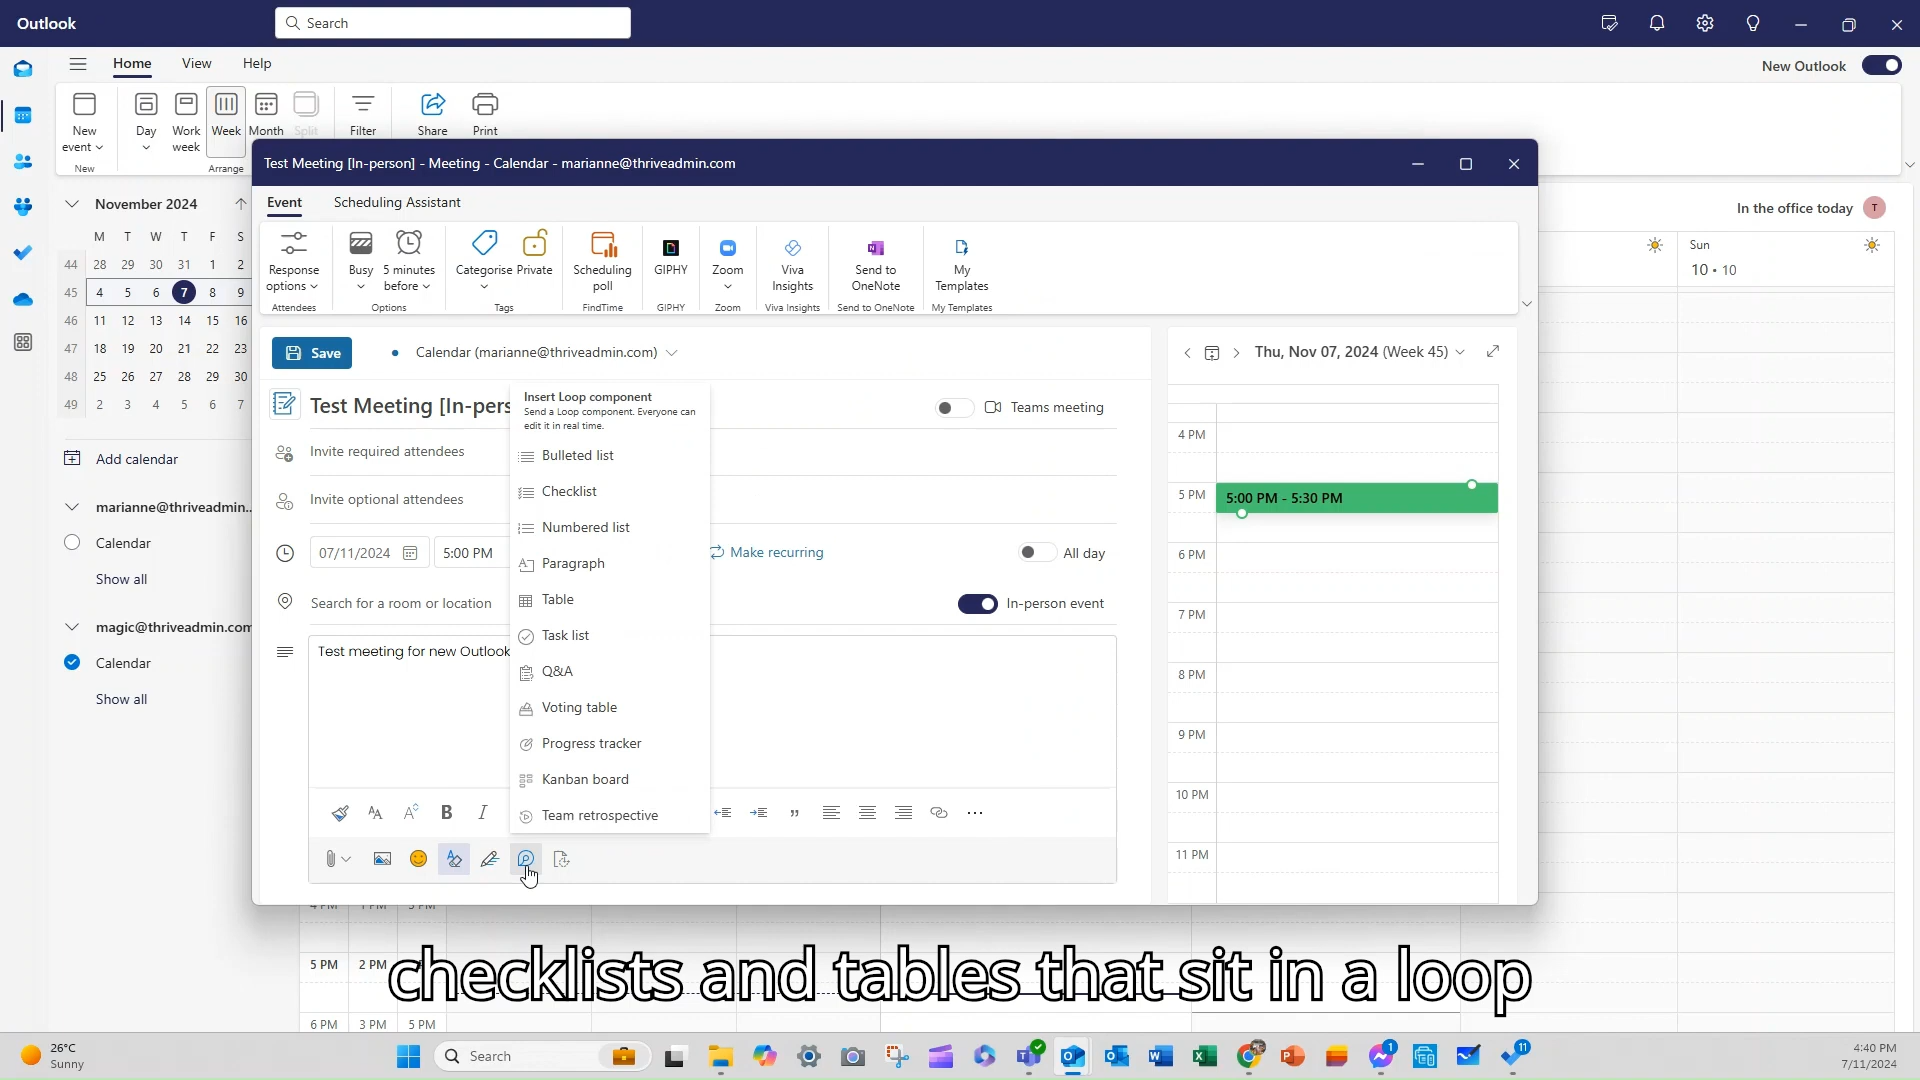 Outlook
Search
Home
View
Help
New Outlook
New event
Day
Work week
Week
Month
Split
Filter
Share
Print
New
Arrange
Test Meeting [In-person] - Meeting - Calendar - marianne@thriveadmin.com
Event
Scheduling Assistant
Response options
Busy
5 minutes before
Categorise
Private
Scheduling poll
GIPHY
Zoom
Viva Insights
Send to OneNote
My Templates
Attendees
Options
Tags
FindTime
GIPHY
Zoom
Viva Insights
Send to OneNote
My Templates
November 2024
M T W T F S
44 28 29 30 31 1 2
45 4 5 6 7 8 9
46 11 12 13 14 15 16
47 18 19 20 21 22 23
48 25 26 27 28 29 30
49 2 3 4 5 6 7
Add calendar
marianne@thriveadmin...
Calendar
Show all
magic@thriveadmin.com
Calendar
Show all
In the office today
T
Sun
10 • 10
Save
Calendar (marianne@thriveadmin.com)
Test Meeting [In-pers
Teams meeting
Invite required attendees
Invite optional attendees
07/11/2024
5:00 PM
Make recurring
All day
Search for a room or location
In-person event
Test meeting for new Outlook
Insert Loop component
Send a Loop component. Everyone can
edit it in real time.
Bulleted list
Checklist
Numbered list
Paragraph
Table
Task list
Q&A
Voting table
Progress tracker
Kanban board
Team retrospective
Thu, Nov 07, 2024 (Week 45)
4 PM
5 PM
5:00 PM - 5:30 PM
6 PM
7 PM
8 PM
9 PM
10 PM
11 PM
4 PM 1 PM 3 PM
5 PM 2 PM
6 PM 3 PM 5 PM
checklists and tables that sit in a loop
26°C
Sunny
Search
1
11
4:40 PM
7/11/2024